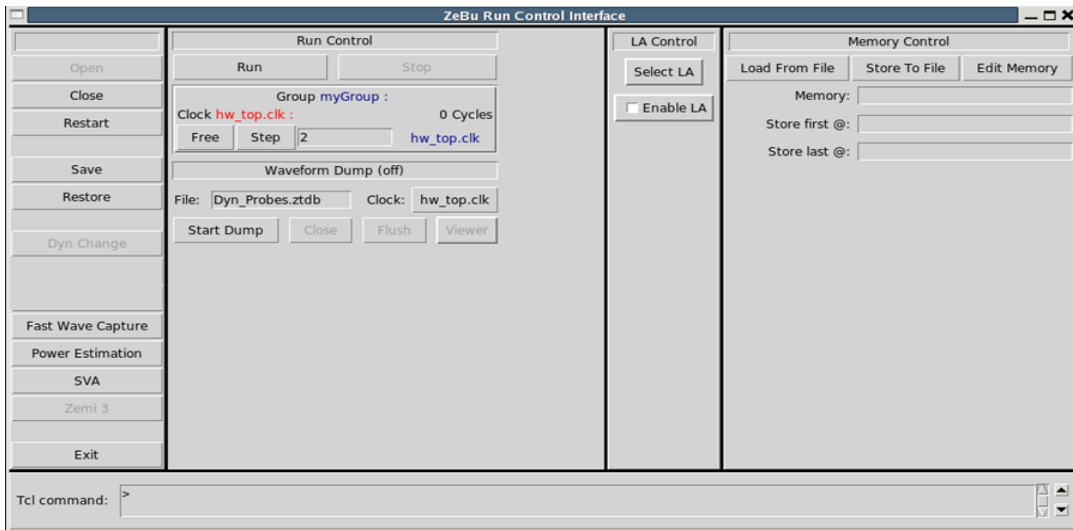 ZeBu Run Control Interface
Open
Close
Restart
Save
Restore
Dyn Change
Fast Wave Capture
Power Estimation
SVA
Zemi 3
Exit
Run Control
Run Stop
Group myGroup :
Clock hw_top.clk : 0 Cycles
Free Step 2 hw_top.clk
Waveform Dump (off)
File: Dyn_Probes.ztdb Clock: hw_top.clk
Start Dump Close Flush Viewer
LA Control
Select LA
Enable LA
Memory Control
Load From File Store To File Edit Memory
Memory:
Store first @:
Store last @:
Tcl command: >